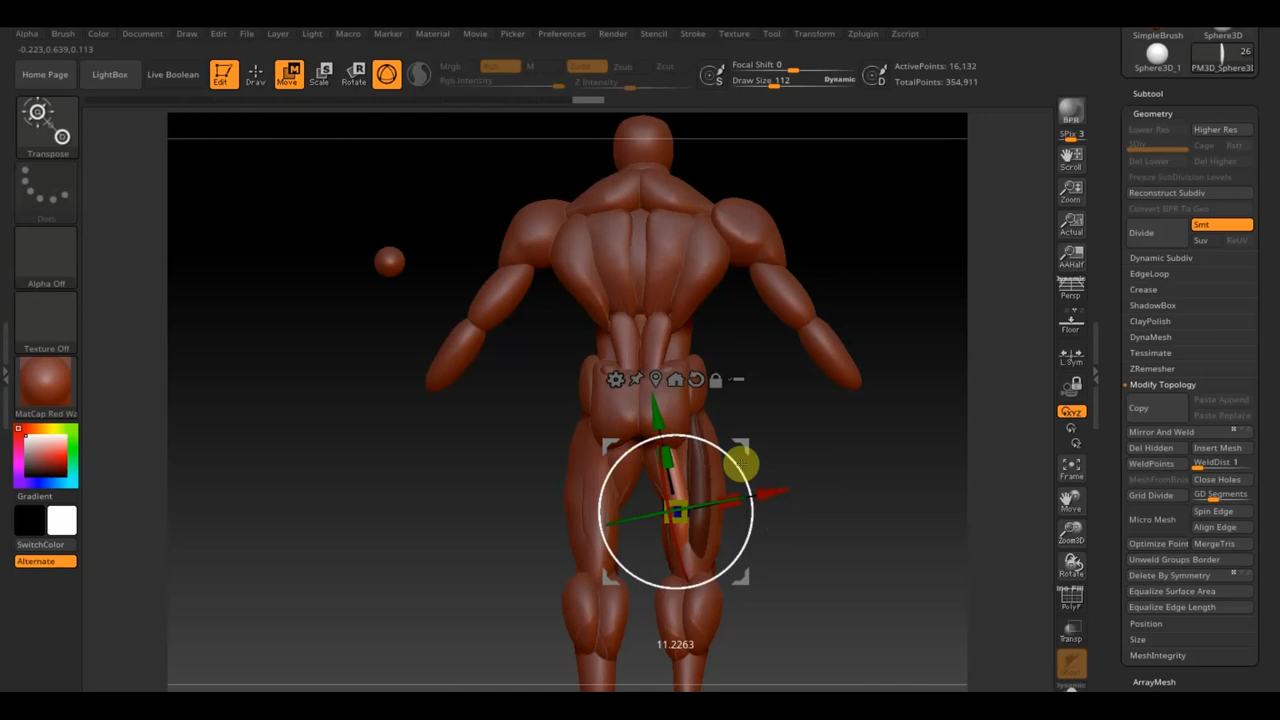 Alpha Brush Color Document Draw Edit File Layer Light Macro Marker Material Movie Picker Preferences Render Stencil Stroke Texture Tool Transform Zplugin Zscript
SimpleBrush Sphere3D
-0.223,0.639,0.113
Home Page LightBox Live Boolean Edit Draw Move Scale Rotate
Mrgb Rgb M Zsub Zcut
Rgb Intensity Z Intensity
S Focal Shift 0
Draw Size 112 Dynamic D
ActivePoints: 16,132
TotalPoints: 354,911
26
Sphere3D_1 PM3D_Sphere3D
Transpose
Dots
Alpha Off
Texture Off
MatCap Red Wa
Gradient
SwitchColor
Alternate
11.2263
BPR
SPix 3
Scroll
Zoom
Actual
AAHalf
Dynamic
Persp
Floor
L.Sym
XYZ
Y
Z
Frame
Move
Zoom3D
Rotate
PolyF
Transp
Dynamic
Subtool
Geometry
Lower Res Higher Res
SDiv Cage Rstr
Del Lower Del Higher
Freeze SubDivision Levels
Reconstruct Subdiv
Convert BPR To Geo
Divide Smt
Suv ReUV
Dynamic Subdiv
EdgeLoop
Crease
ShadowBox
ClayPolish
DynaMesh
Tessimate
ZRemesher
Modify Topology
Copy Paste Append
Paste Replace
Mirror And Weld
Del Hidden Insert Mesh
WeldPoints WeldDist 1
MeshFromBrus Close Holes
Grid Divide GD Segments
Micro Mesh Spin Edge
Align Edge
Optimize Point MergeTris
Unweld Groups Border
Delete By Symmetry
Equalize Surface Area
Equalize Edge Length
Position
Size
MeshIntegrity
ArrayMesh